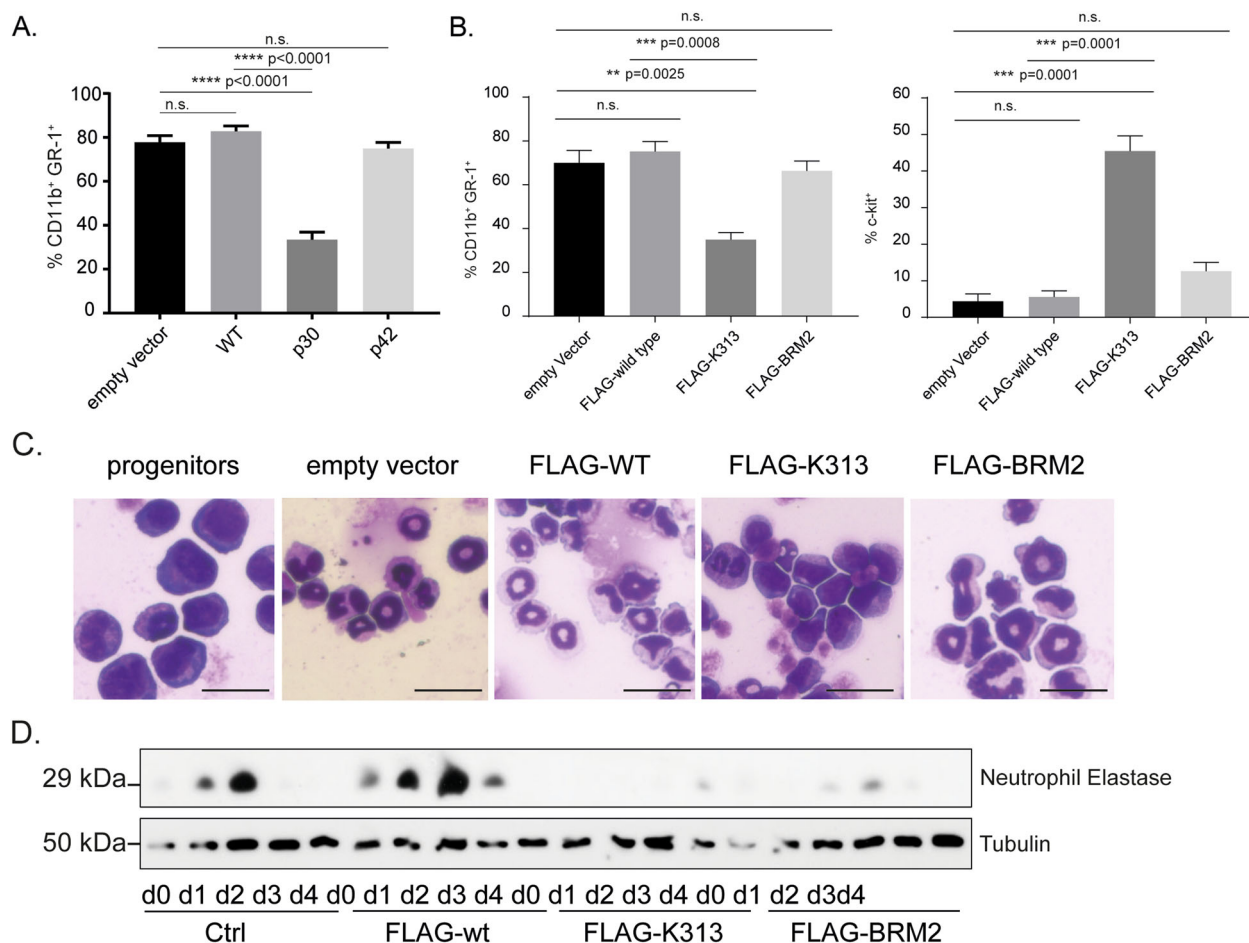 A.
n.s.
**** p<0.0001
**** p<0.0001
n.s.
% CD11b+ GR-1+
100
80
60
40
20
0
empty vector
WT
p30
p42
B.
n.s.
*** p=0.0008
** p=0.0025
n.s.
% CD11b+ GR-1+
100
80
60
40
20
0
empty Vector
FLAG-wild type
FLAG-K313
FLAG-BRM2
n.s.
*** p=0.0001
*** p=0.0001
n.s.
% c-kit+
60
50
40
30
20
10
0
empty Vector
FLAG-wild type
FLAG-K313
FLAG-BRM2
C.
progenitors
empty vector
FLAG-WT
FLAG-K313
FLAG-BRM2
D.
29 kDa
Neutrophil Elastase
50 kDa
Tubulin
d0 d1 d2 d3 d4 d0 d1 d2 d3 d4 d0 d1 d2 d3 d4 d0 d1 d2 d3d4
Ctrl FLAG-wt FLAG-K313 FLAG-BRM2